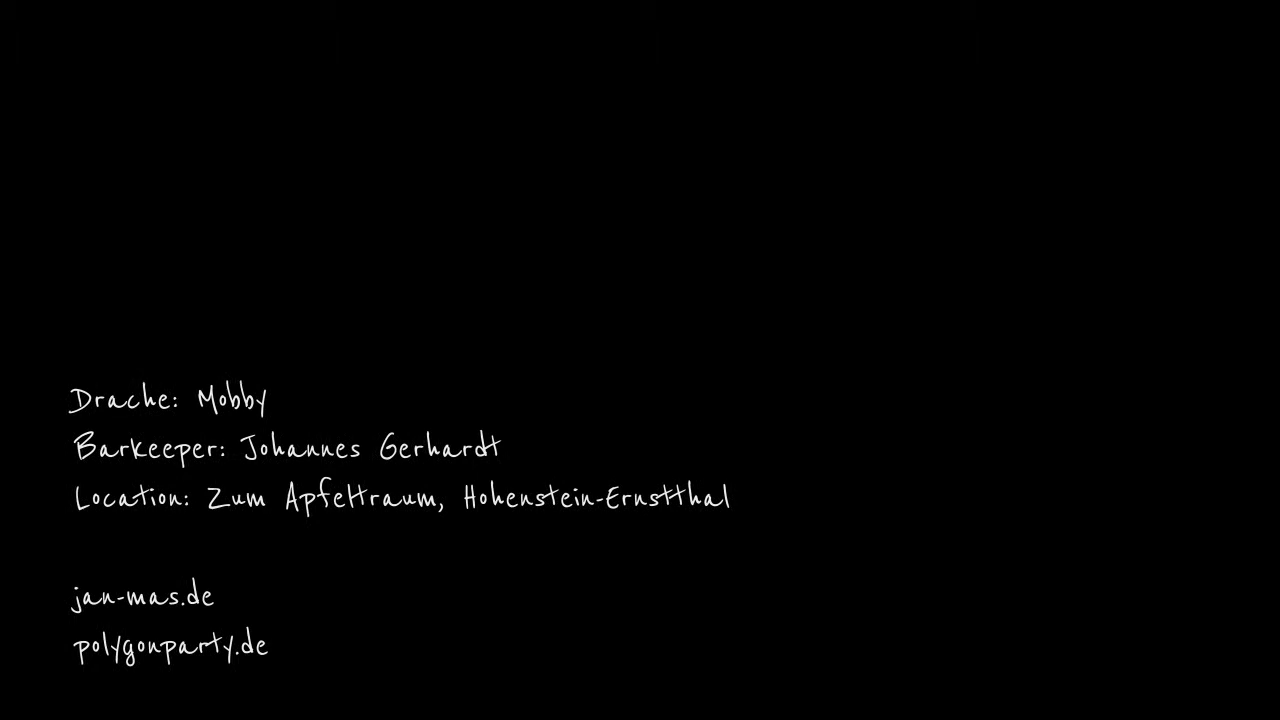 Drache: Mobby
Barkeeper: Johannes Gerhardt
Location: Zum Apfeltraum, Hohenstein-Ernstthal
jan-mas.de
polygonparty.de